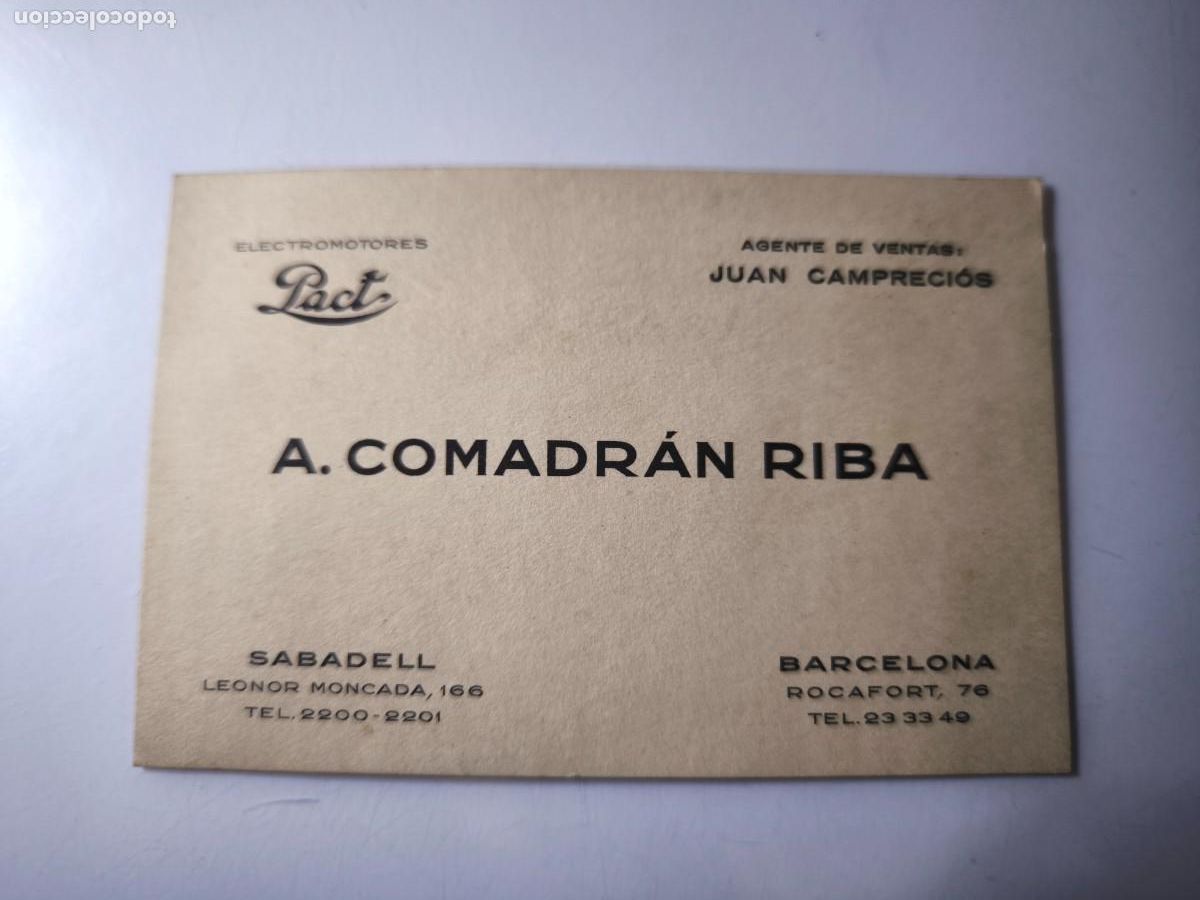 todocoleccion
ELECTROMOTORES
Pact
AGENTE DE VENTAS:
JUAN CAMPRECIÓS
A. COMADRÁN RIBA
SABADELL
LEONOR MONCADA, 166
TEL. 2200-2201
BARCELONA
ROCAFORT, 76
TEL. 23 33 49